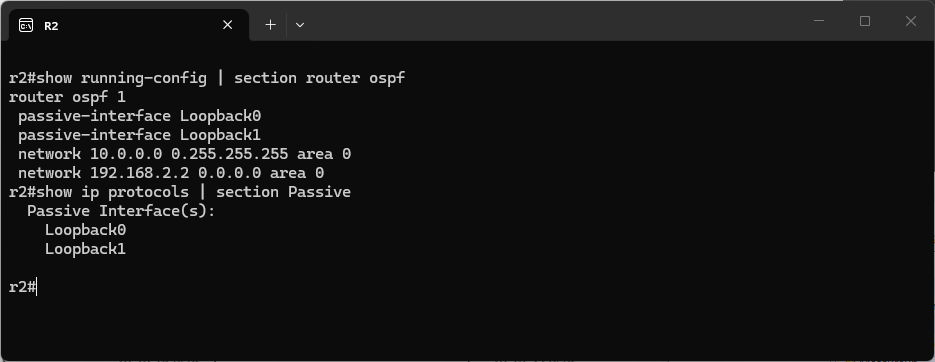 R2
r2#show running-config | section router ospf
router ospf 1
passive-interface Loopback0
passive-interface Loopback1
network 10.0.0.0 0.255.255.255 area 0
network 192.168.2.2 0.0.0.0 area 0
r2#show ip protocols | section Passive
Passive Interface(s):
Loopback0
Loopback1
r2#